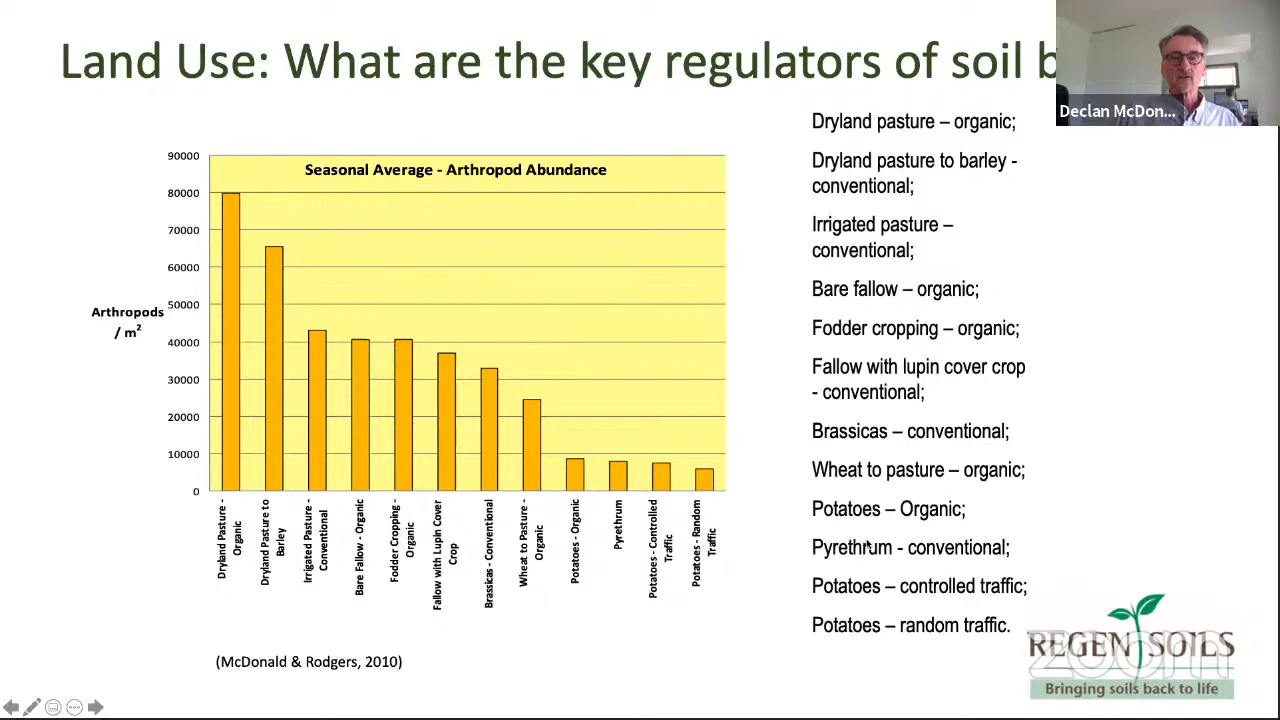 Land Use: What are the key regulators of soil b
Declan McDon...
Dryland pasture – organic;
Dryland pasture to barley -
conventional;
Irrigated pasture –
conventional;
Bare fallow – organic;
Fodder cropping – organic;
Fallow with lupin cover crop
- conventional;
Brassicas – conventional;
Wheat to pasture – organic;
Potatoes – Organic;
Pyrethrum - conventional;
Potatoes – controlled traffic;
Potatoes – random traffic.
Seasonal Average - Arthropod Abundance
Arthropods
/ m²
90000
80000
70000
60000
50000
40000
30000
20000
10000
0
Dryland Pasture -
Organic
Dryland Pasture to
Barley
Irrigated Pasture -
Conventional
Bare Fallow - Organic
Fodder Cropping -
Organic
Fallow with Lupin Cover
Crop
Brassicas - Conventional
Wheat to Pasture -
Organic
Potatoes - Organic
Pyrethrum
Potatoes - Controlled
Traffic
Potatoes - Random
Traffic
(McDonald & Rodgers, 2010)
REGEN SOILS
zoom
Bringing soils back to life